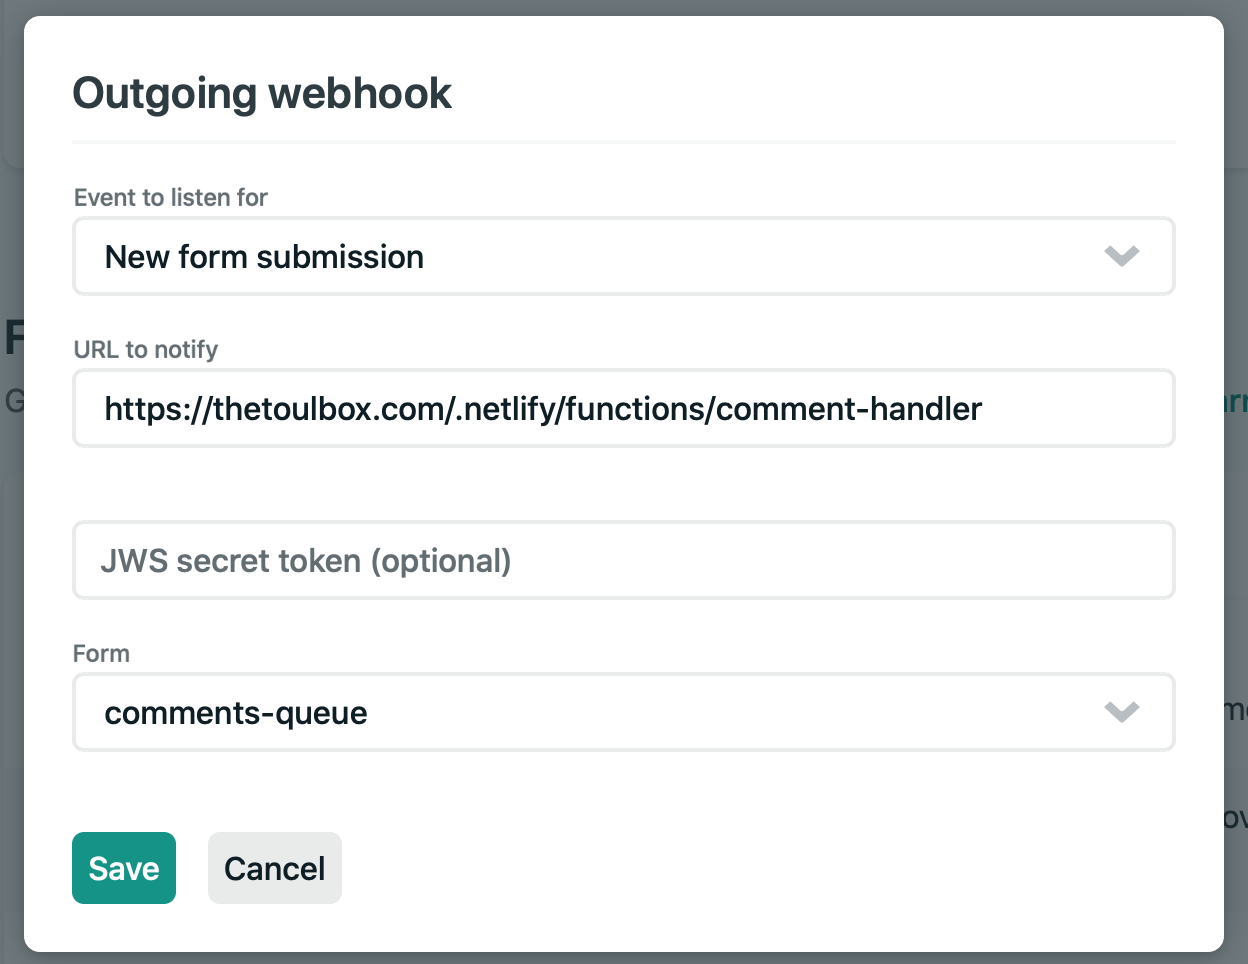 Outgoing webhook
Event to listen for
New form submission
URL to notify
https://thetoulbox.com/.netlify/functions/comment-handler
JWS secret token (optional)
Form
comments-queue
Save Cancel